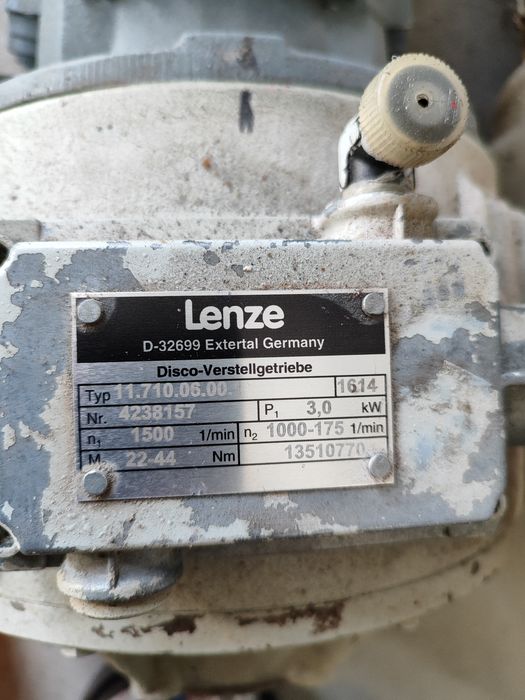 Lenze
D-32699 Extertal Germany
Disco-Verstellgetriebe
Typ 11.710.06.00 1614
Nr. 4238157 P₁ 3,0 kW
n₁ 1500 1/min n₂ 1000-175 1/min
M 22-44 Nm 13510770